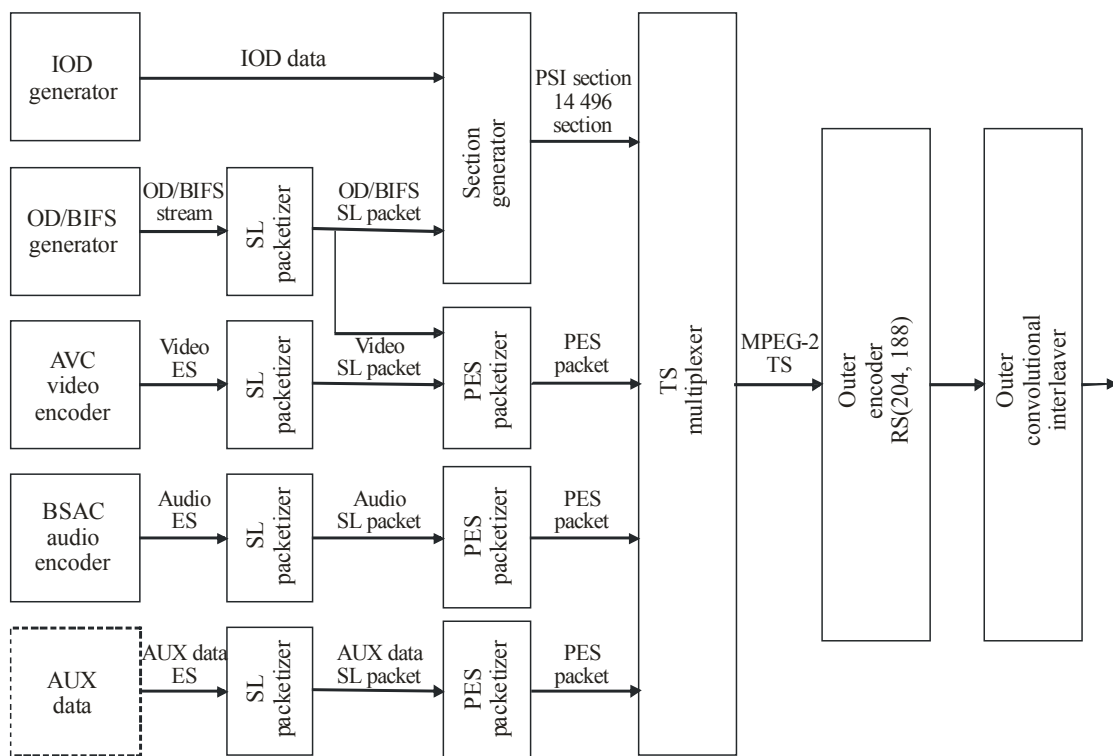 IOD
generator
IOD data
Section
generator
PSI section
14 496
section
OD/BIFS
generator
OD/BIFS
stream
SL
packetizer
OD/BIFS
SL packet
AVC
video
encoder
Video
ES
SL
packetizer
Video
SL packet
PES
packetizer
PES
packet
BSAC
audio
encoder
Audio
ES
SL
packetizer
Audio
SL packet
PES
packetizer
PES
packet
AUX
data
AUX data
ES
SL
packetizer
AUX data
SL packet
PES
packetizer
PES
packet
TS
multiplexer
MPEG-2
TS
Outer
encoder
RS(204, 188)
Outer
convolutional
interleaver